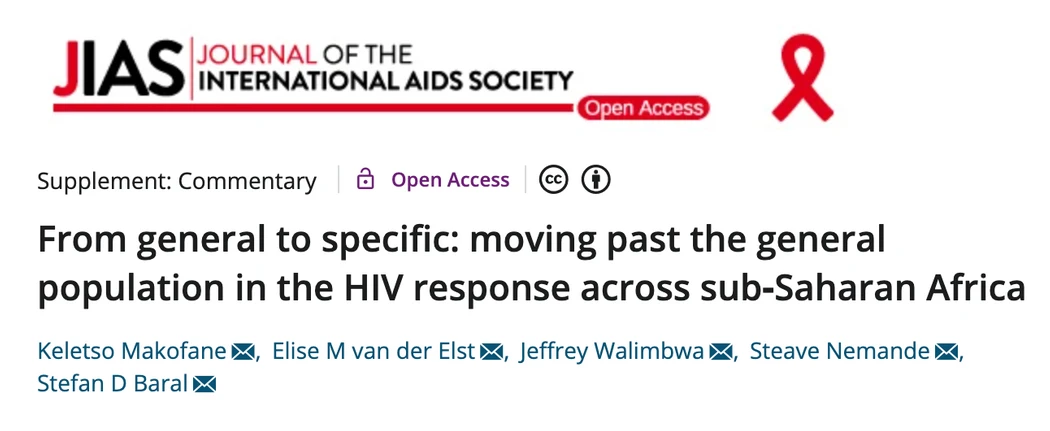 JIAS JOURNAL OF THE
INTERNATIONAL AIDS SOCIETY
Open Access
Supplement: Commentary Open Access cc
From general to specific: moving past the general
population in the HIV response across sub-Saharan Africa
Keletso Makofane, Elise M van der Elst, Jeffrey Walimbwa, Steave Nemande,
Stefan D Baral